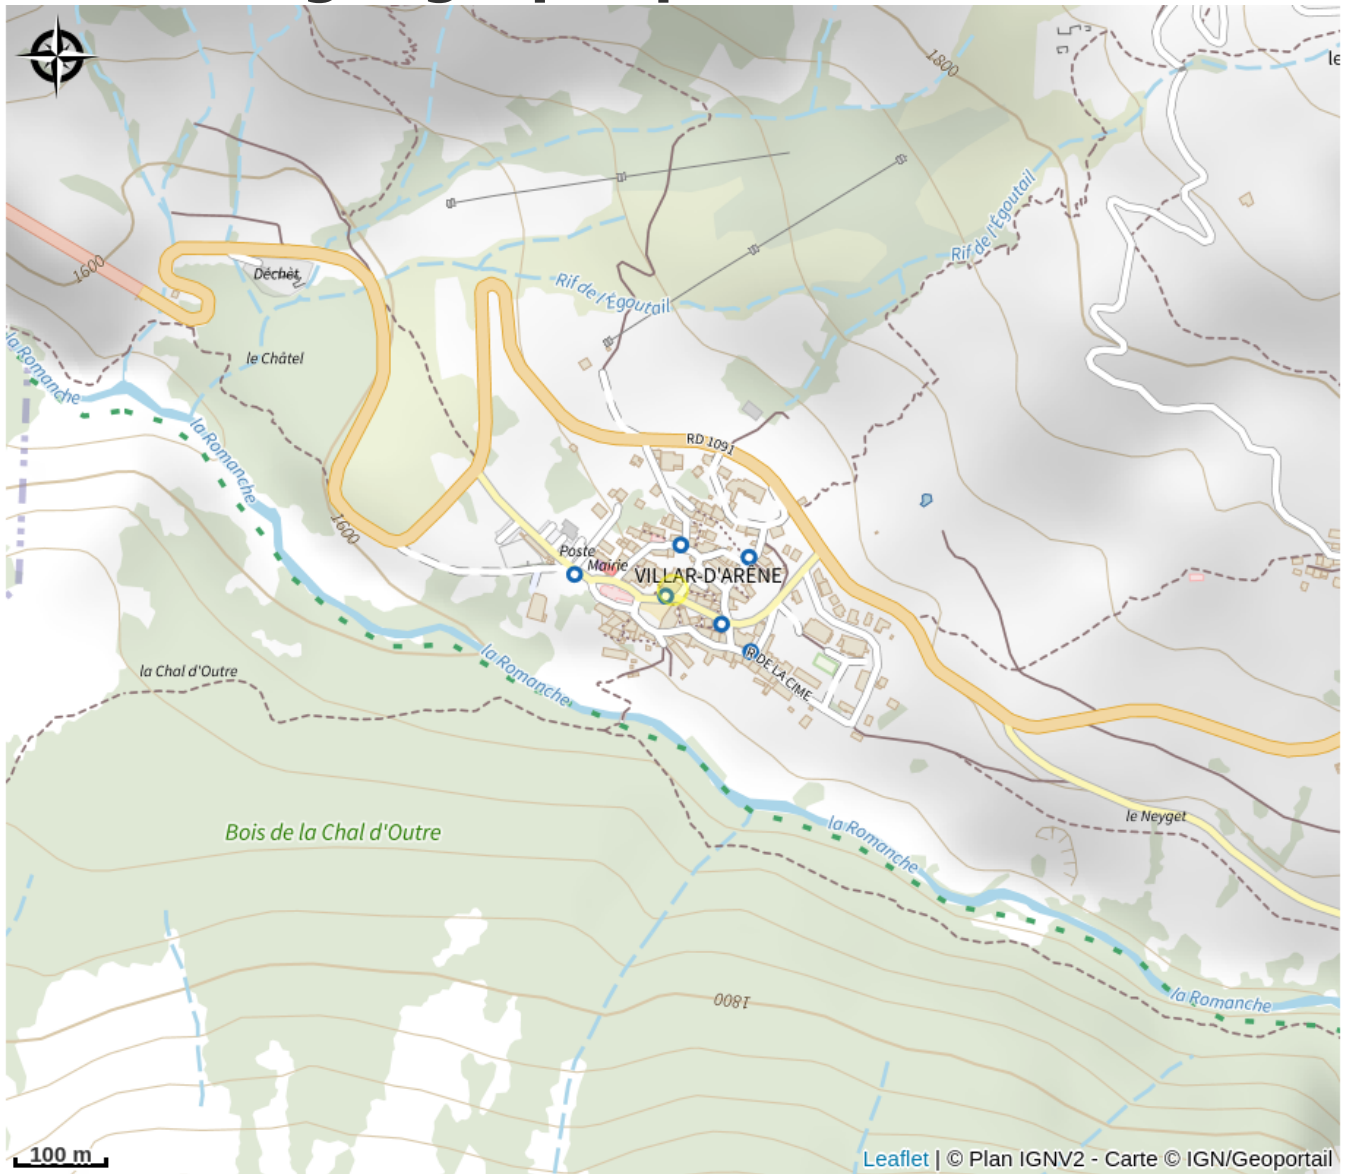 1800
le
Rif de l'Égoutail
1600
Déchèt.
Rif de l'Égoutail
la Romanche
le Châtel
la Romanche
RD 1091
1600
Poste
Mairie
VILLAR-D'ARÊNE
la Romanche
R DE LA CIME
la Chal d'Outre
Bois de la Chal d'Outre
la Romanche
le Neyget
1800
la Romanche
100 m
Leaflet | © Plan IGNV2 - Carte © IGN/Geoportail